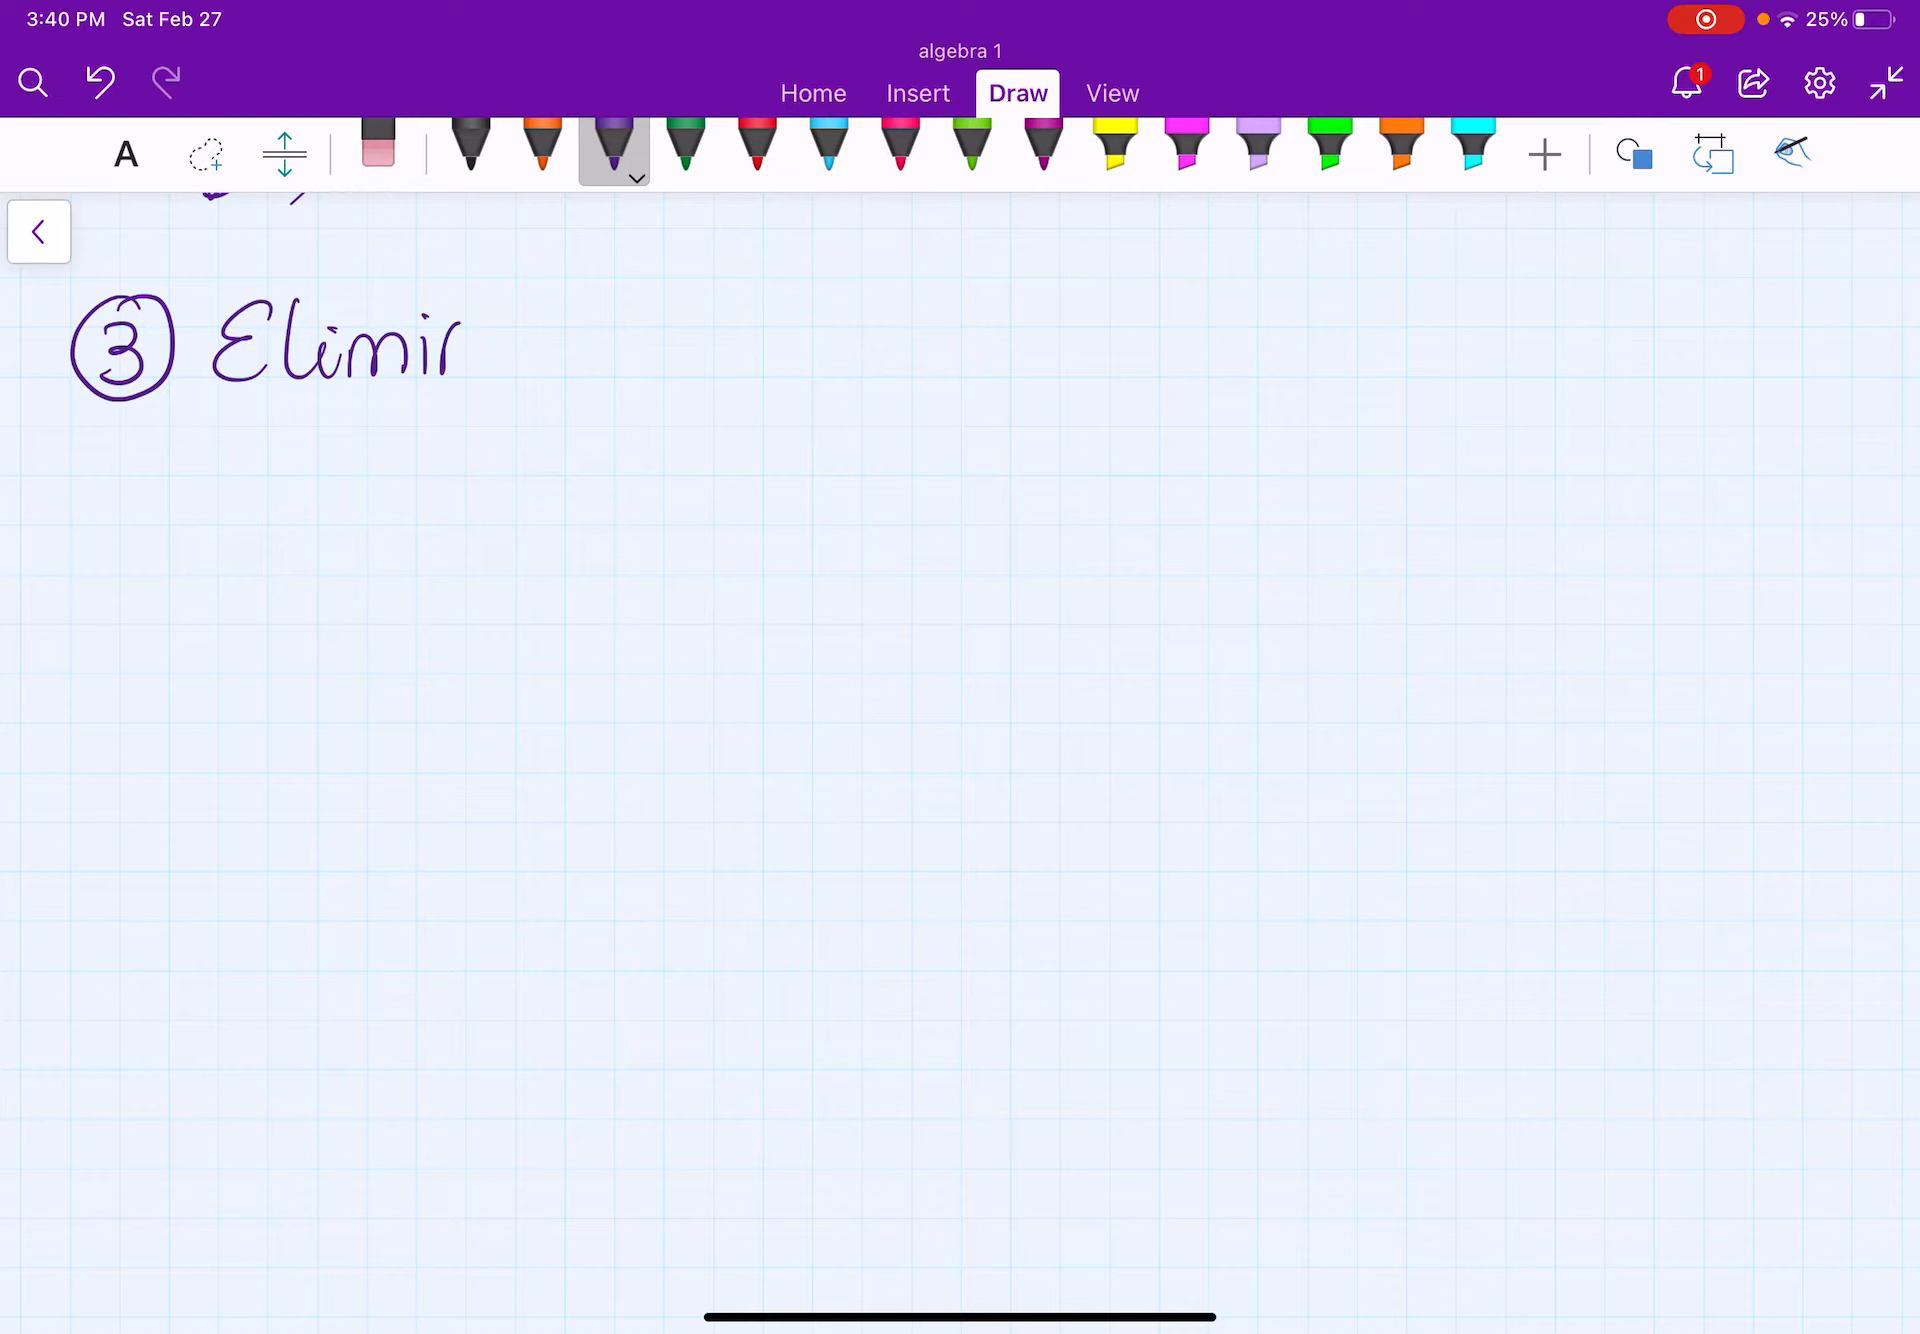 3:40 PM Sat Feb 27
25%
algebra 1
Home Insert Draw View
1
A
3 Elimir